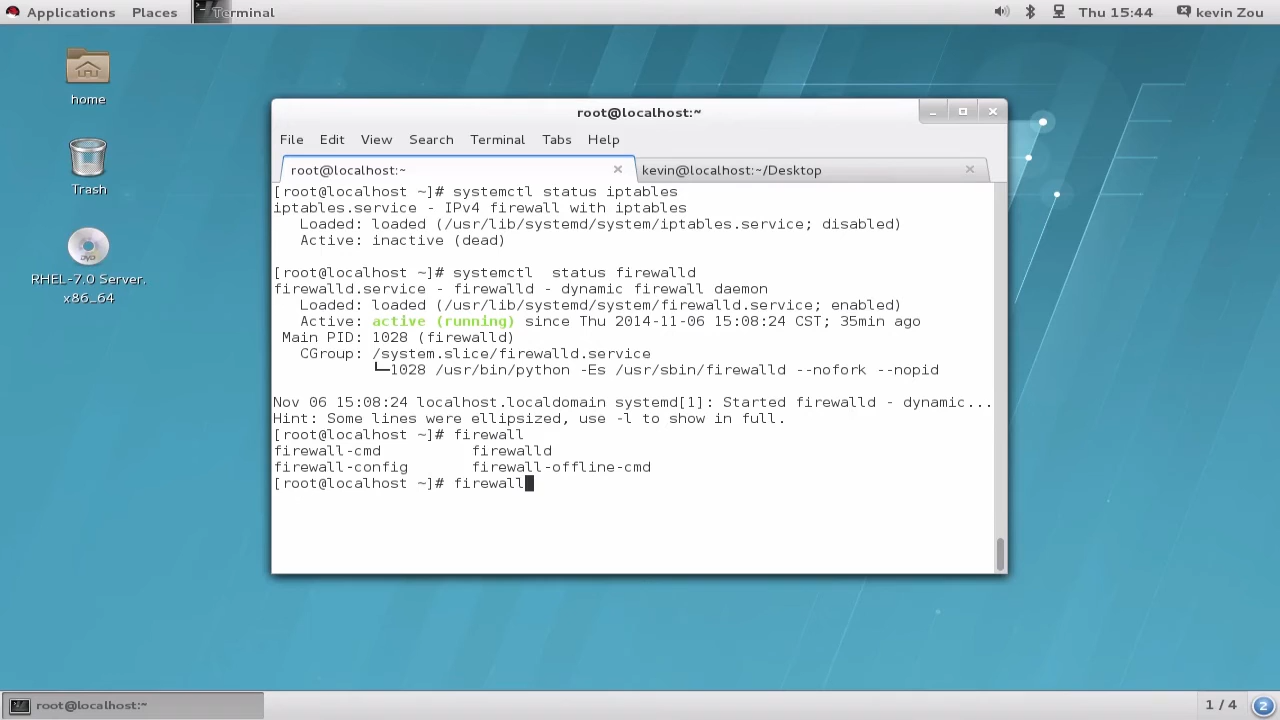 Applications Places Terminal Thu 15:44 kevin Zou
home
Trash
RHEL-7.0 Server.
x86_64
root@localhost:~
File Edit View Search Terminal Tabs Help
root@localhost:~ kevin@localhost:~/Desktop
[root@localhost ~]# systemctl status iptables
iptables.service - IPv4 firewall with iptables
   Loaded: loaded (/usr/lib/systemd/system/iptables.service; disabled)
   Active: inactive (dead)
[root@localhost ~]# systemctl  status firewalld
firewalld.service - firewalld - dynamic firewall daemon
   Loaded: loaded (/usr/lib/systemd/system/firewalld.service; enabled)
   Active: active (running) since Thu 2014-11-06 15:08:24 CST; 35min ago
 Main PID: 1028 (firewalld)
   CGroup: /system.slice/firewalld.service
           └─1028 /usr/bin/python -Es /usr/sbin/firewalld --nofork --nopid
Nov 06 15:08:24 localhost.localdomain systemd[1]: Started firewalld - dynamic...
Hint: Some lines were ellipsized, use -l to show in full.
[root@localhost ~]# firewall
firewall-cmd          firewalld
firewall-config       firewall-offline-cmd
[root@localhost ~]# firewall
root@localhost:~ 1 / 4 2